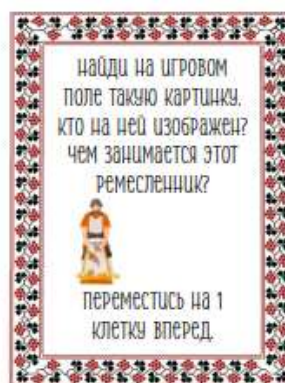 найди на игровом
поле такую картинку.
кто на ней изображен?
чем занимается этот
ремесленник?
переместись на 1
клетку вперед.